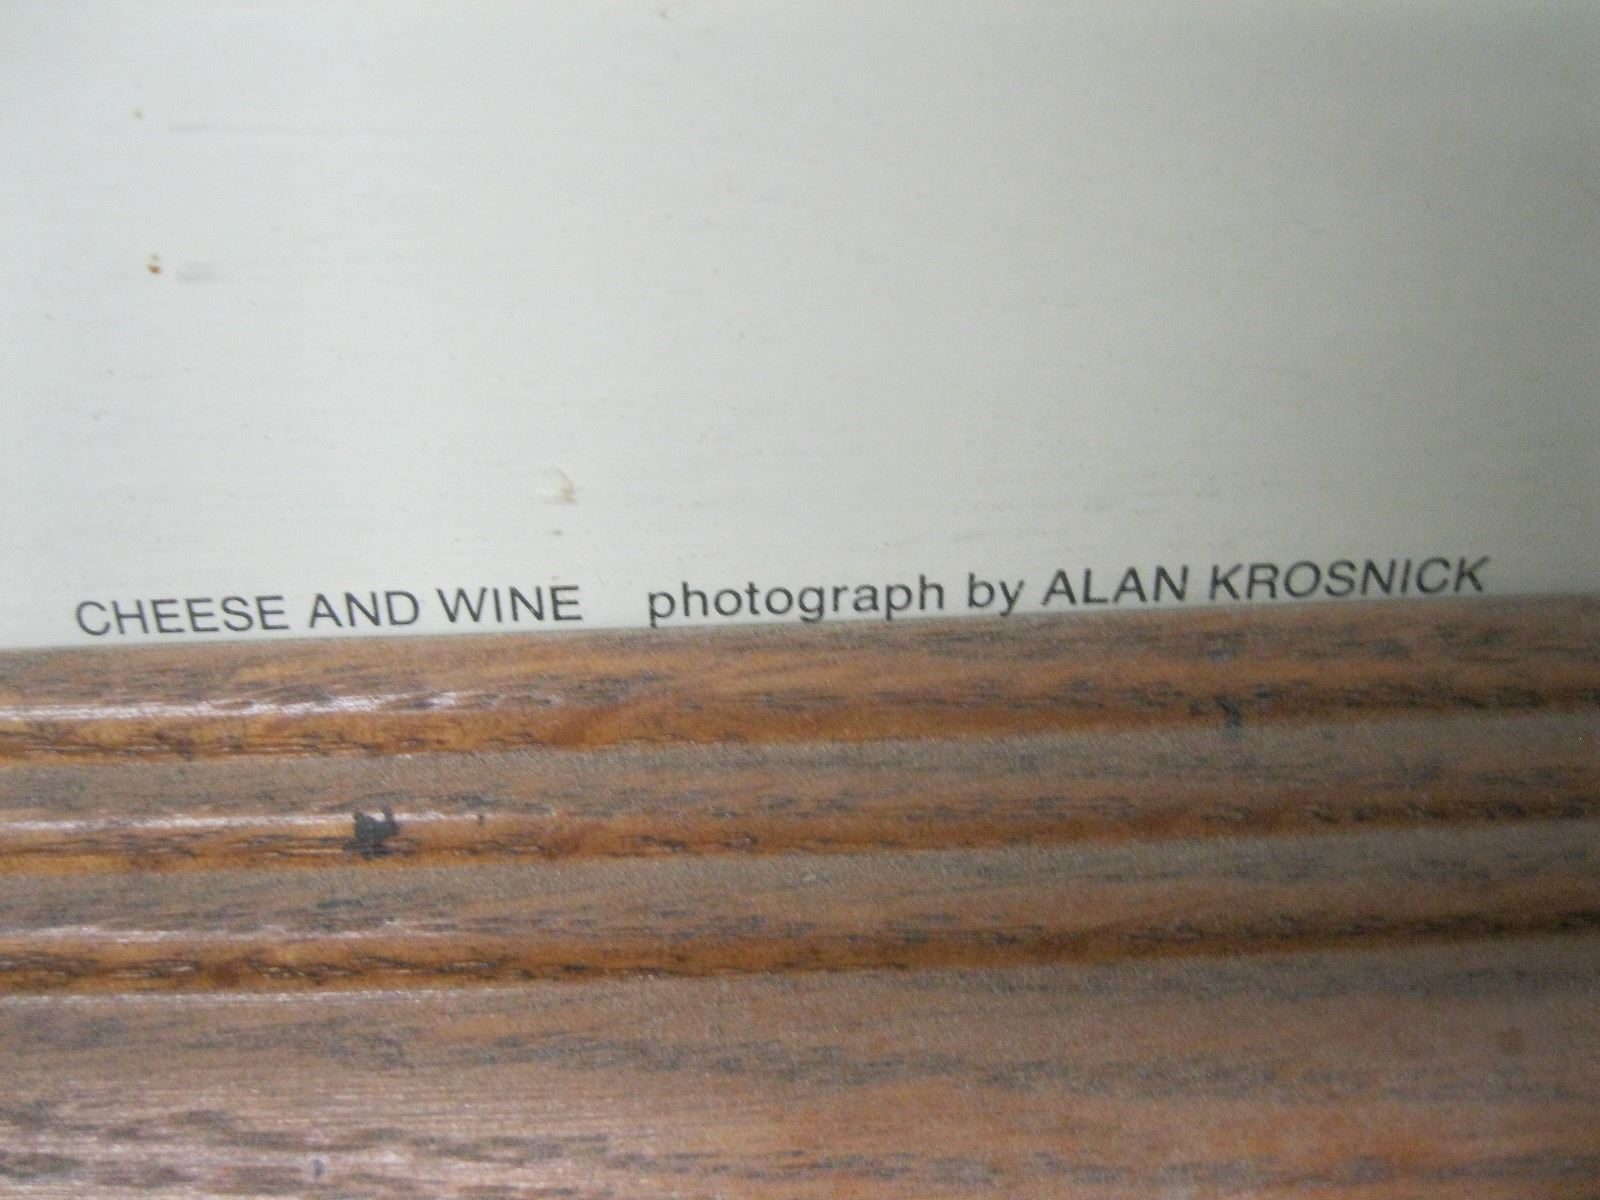 CHEESE AND WINE photograph by ALAN KROSNICK